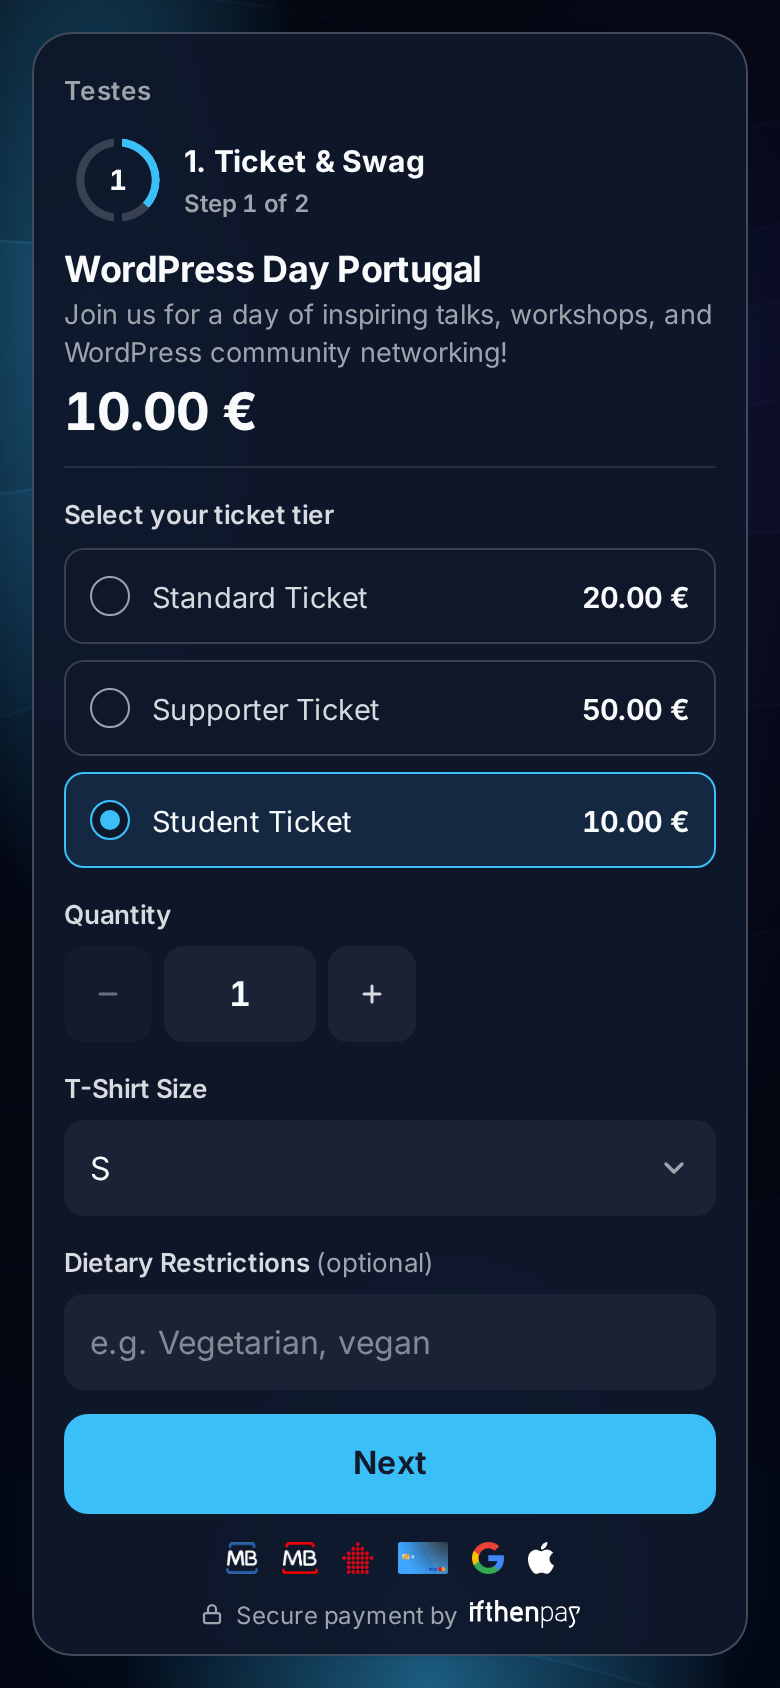 Testes
1
1. Ticket & Swag
Step 1 of 2
WordPress Day Portugal
Join us for a day of inspiring talks, workshops, and
WordPress community networking!
10.00 €
Select your ticket tier
Standard Ticket 20.00 €
Supporter Ticket 50.00 €
Student Ticket 10.00 €
Quantity
− 1 +
T-Shirt Size
S
Dietary Restrictions (optional)
e.g. Vegetarian, vegan
Next
MB MB G
Secure payment by ifthenpay